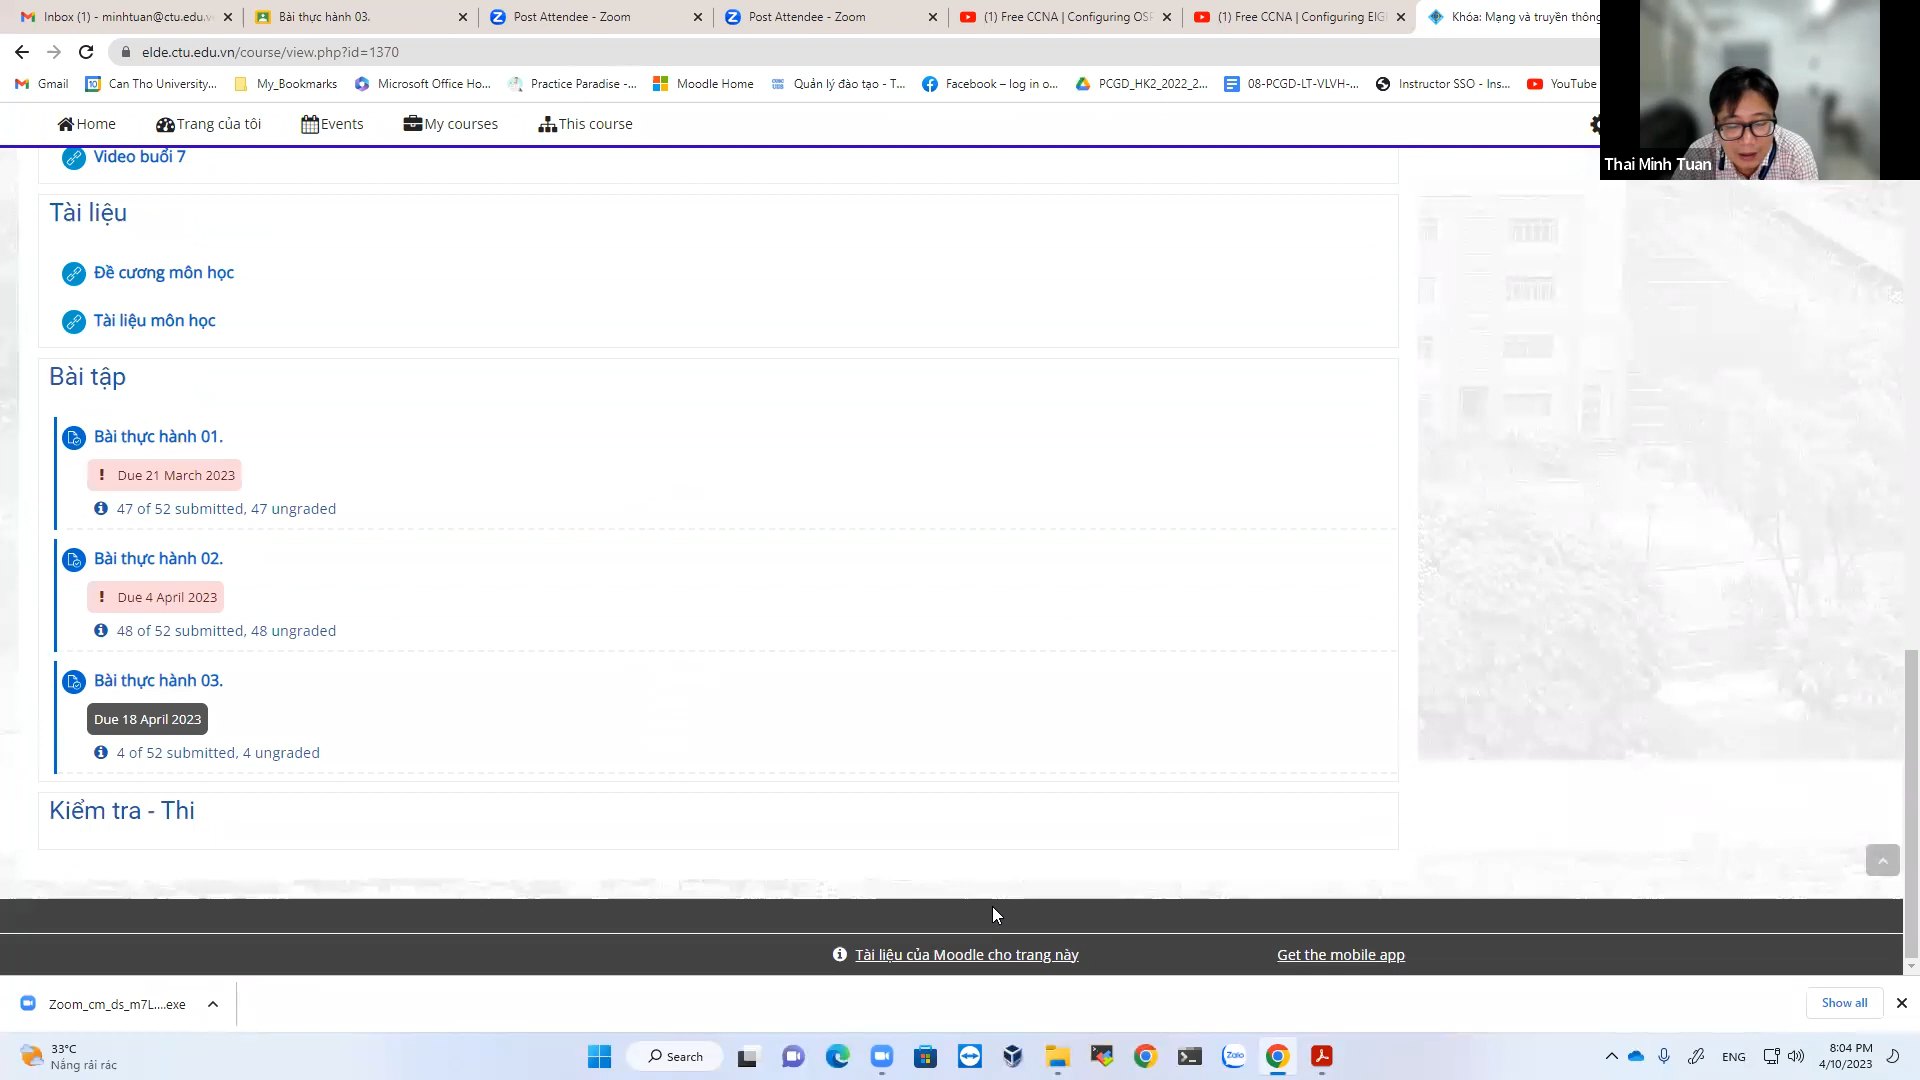 Inbox (1) - minhtuan@ctu.edu.v
Bài thực hành 03.
Post Attendee - Zoom
Post Attendee - Zoom
(1) Free CCNA | Configuring OSP
(1) Free CCNA | Configuring EIG
Khóa: Mạng và truyền thông
elde.ctu.edu.vn/course/view.php?id=1370
Gmail
Can Tho University...
My_Bookmarks
Microsoft Office Ho...
Practice Paradise -...
Moodle Home
Quản lý đào tạo - T...
Facebook – log in o...
PCGD_HK2_2022_2...
08-PCGD-LT-VLVH-...
Instructor SSO - Ins...
YouTube
Home
Trang của tôi
Events
My courses
This course
Thai Minh Tuan
Video buổi 7
Tài liệu
Đề cương môn học
Tài liệu môn học
Bài tập
Bài thực hành 01.
! Due 21 March 2023
47 of 52 submitted, 47 ungraded
Bài thực hành 02.
! Due 4 April 2023
48 of 52 submitted, 48 ungraded
Bài thực hành 03.
Due 18 April 2023
4 of 52 submitted, 4 ungraded
Kiểm tra - Thi
Tài liệu của Moodle cho trang này
Get the mobile app
Zoom_cm_ds_m7L....exe
Show all
33°C
Nắng rải rác
Search
Zalo
ENG
8:04 PM
4/10/2023